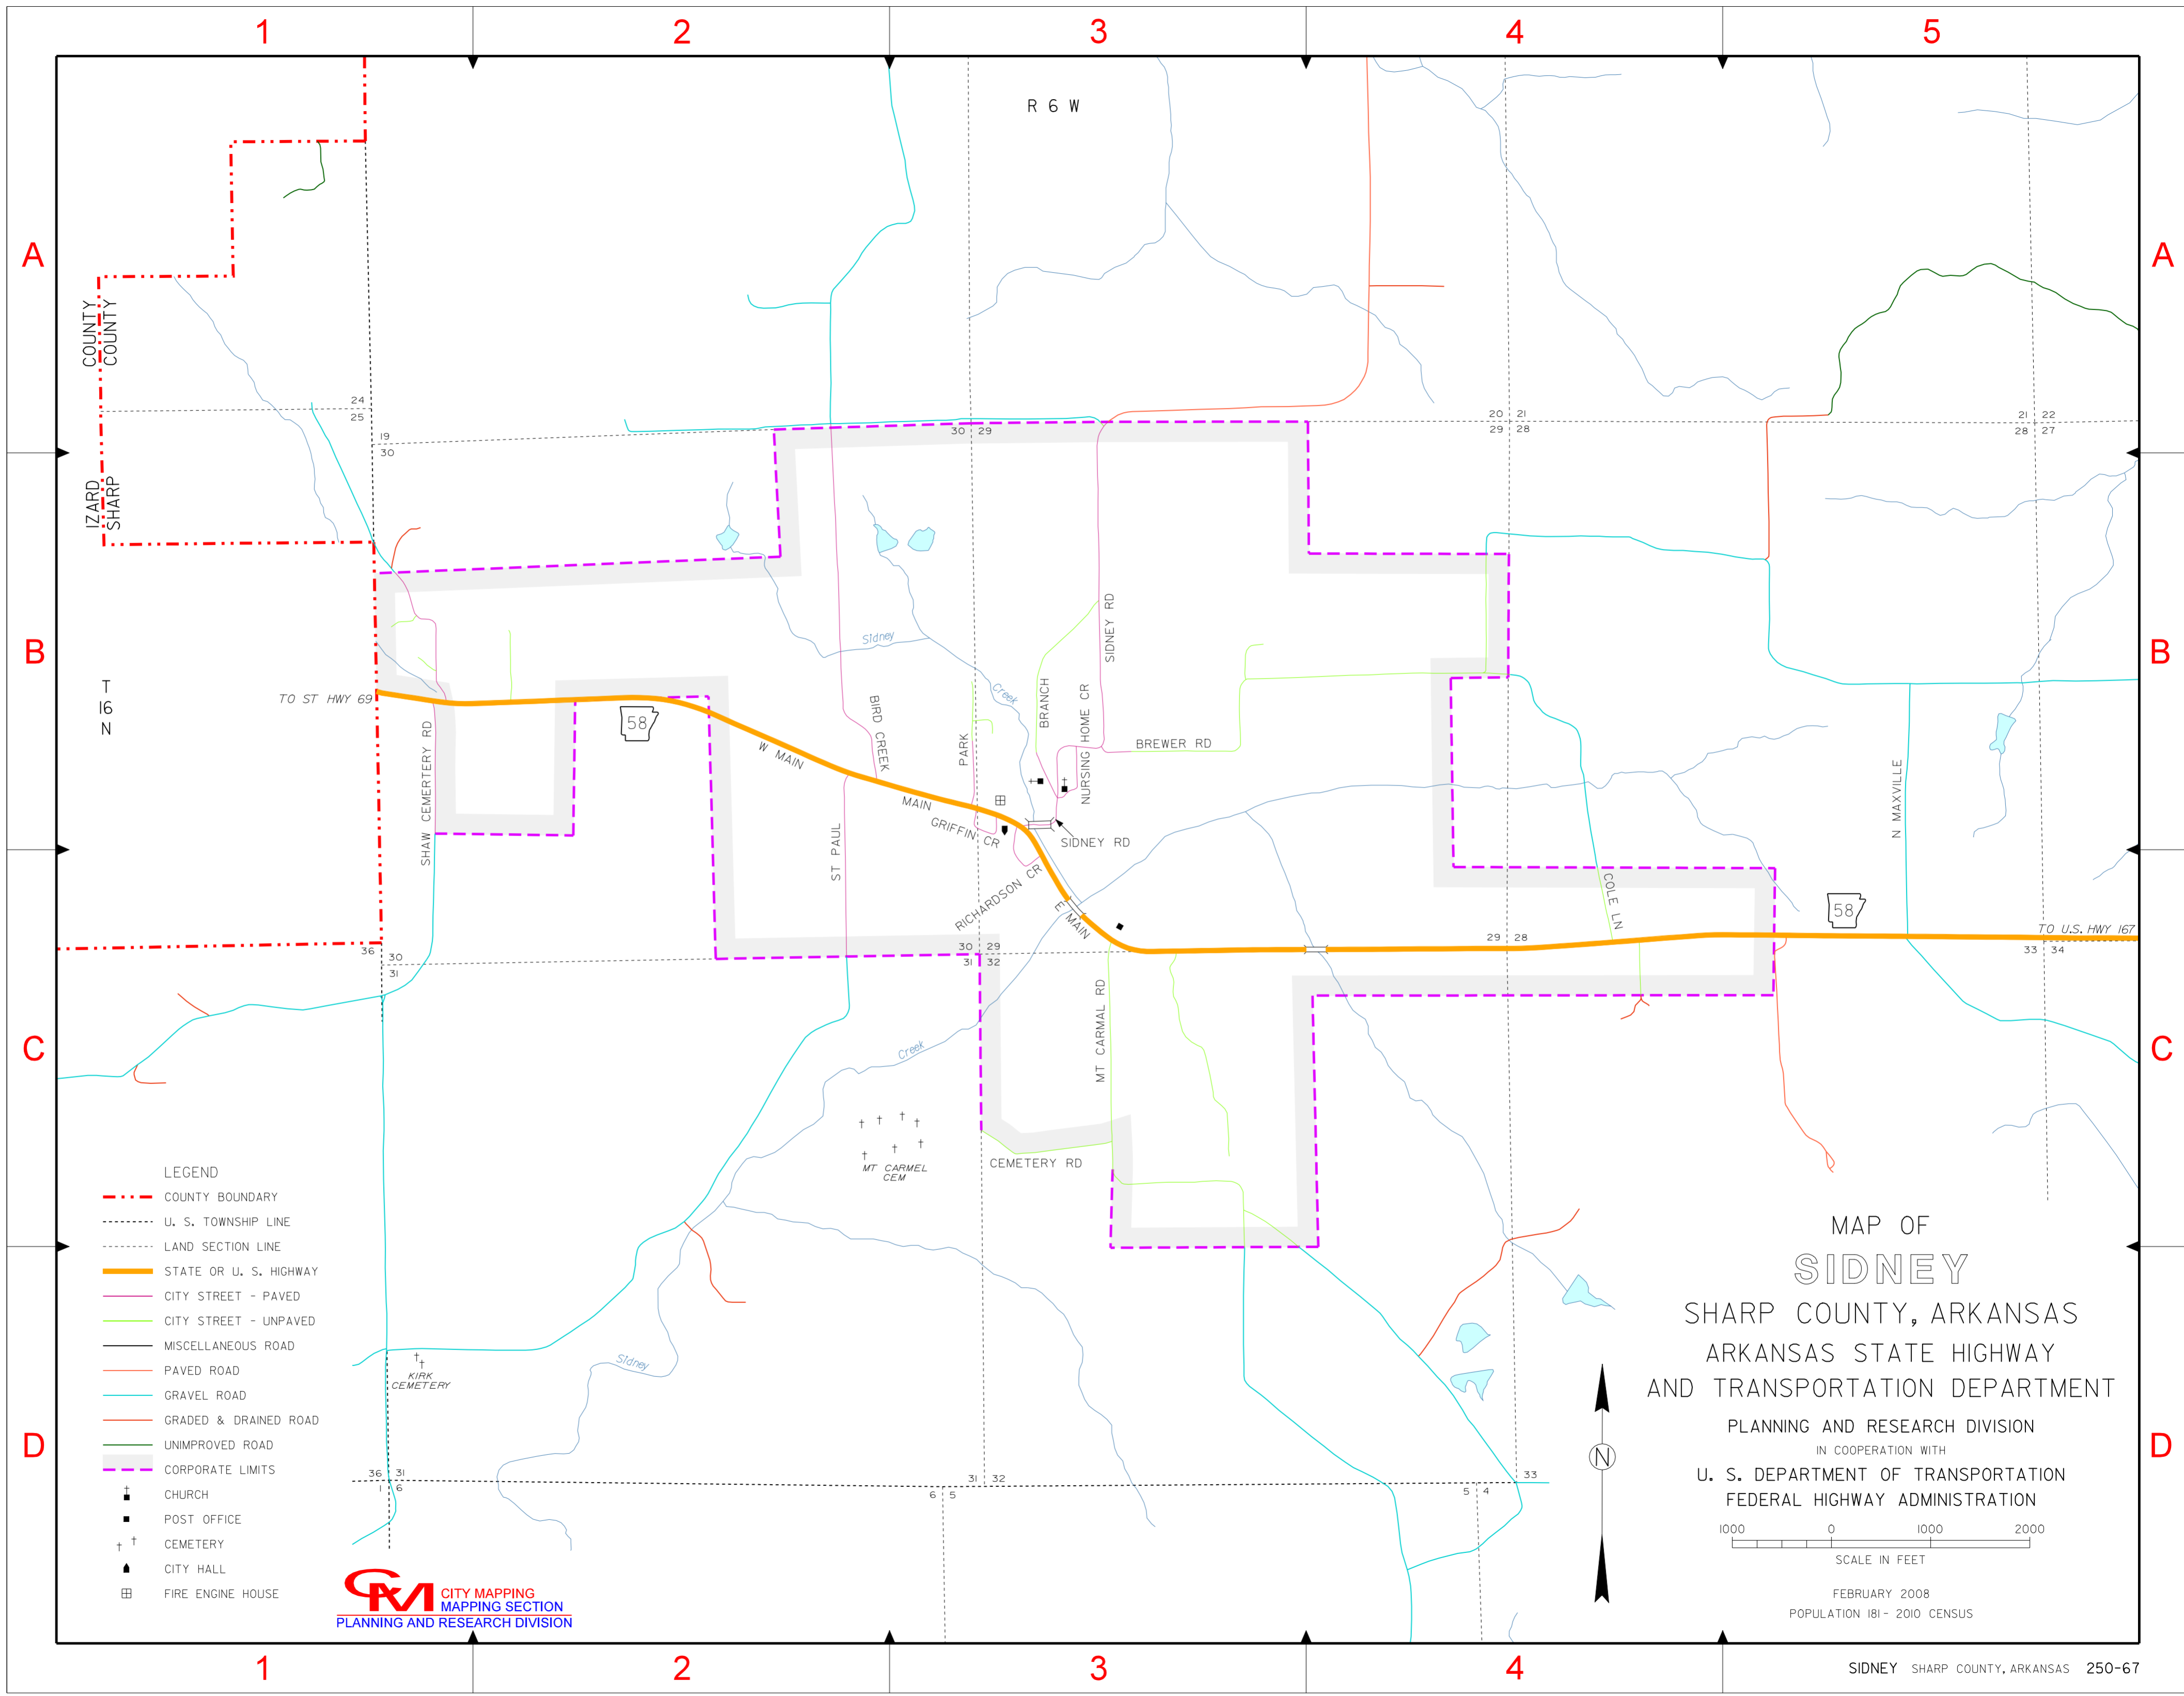 1 2 3 4 5
A A
B B
C C
D D
R 6 W
COUNTY
COUNTY
IZARD
SHARP
T
16
N
24
25
19
30
30 29
20 21
29 28
21 22
28 27
TO ST HWY 69
58
W MAIN
MAIN
E MAIN
SHAW CEMERTERY RD
BIRD CREEK
ST PAUL
PARK
GRIFFIN CR
RICHARDSON CR
BRANCH
NURSING HOME CR
SIDNEY RD
SIDNEY RD
BREWER RD
Sidney
Creek
COLE LN
N MAXVILLE
58
TO U.S. HWY 167
36 30
31
30 29
31 32
29 28
33 34
MT CARMAL RD
CEMETERY RD
Creek
MT CARMEL
CEM
Sidney
KIRK
CEMETERY
36 31
1 6
31 32
6 5
5 4
33
LEGEND
COUNTY BOUNDARY
U. S. TOWNSHIP LINE
LAND SECTION LINE
STATE OR U. S. HIGHWAY
CITY STREET - PAVED
CITY STREET - UNPAVED
MISCELLANEOUS ROAD
PAVED ROAD
GRAVEL ROAD
GRADED & DRAINED ROAD
UNIMPROVED ROAD
CORPORATE LIMITS
CHURCH
POST OFFICE
CEMETERY
CITY HALL
FIRE ENGINE HOUSE
CRM CITY MAPPING
MAPPING SECTION
PLANNING AND RESEARCH DIVISION
MAP OF
SIDNEY
SHARP COUNTY, ARKANSAS
ARKANSAS STATE HIGHWAY
AND TRANSPORTATION DEPARTMENT
PLANNING AND RESEARCH DIVISION
IN COOPERATION WITH
U. S. DEPARTMENT OF TRANSPORTATION
FEDERAL HIGHWAY ADMINISTRATION
N
1000 0 1000 2000
SCALE IN FEET
FEBRUARY 2008
POPULATION 181 - 2010 CENSUS
1 2 3 4
SIDNEY SHARP COUNTY, ARKANSAS 250-67